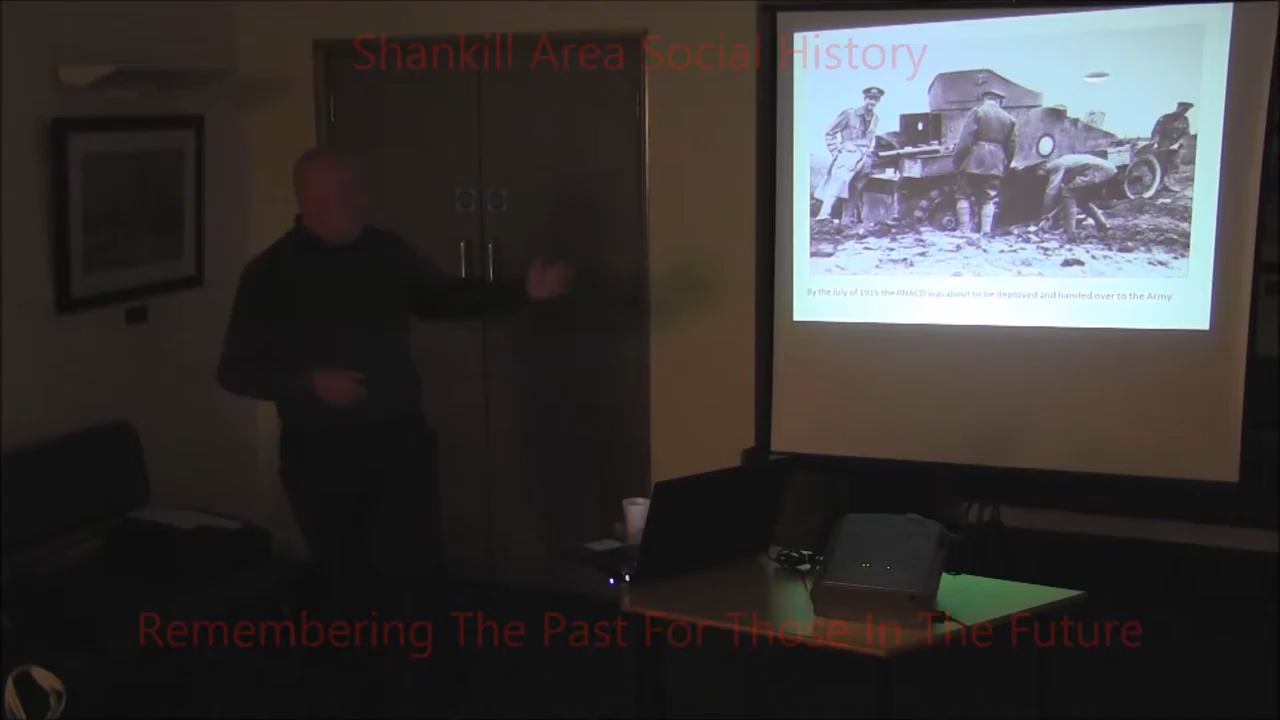 Shankill Area Social History
By the July of 1915 the RNACD was about to be deployed and handed over to the Army
Remembering The Past For Those In The Future